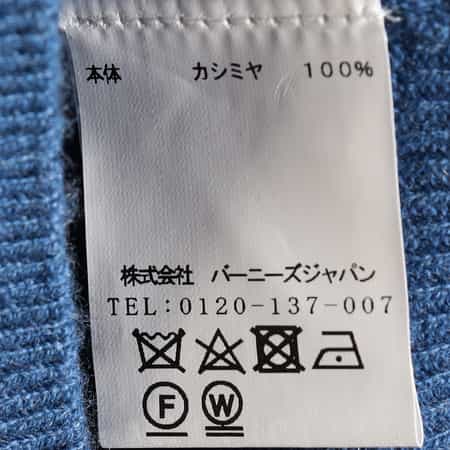 本体 カシミヤ 100%
株式会社 バーニーズジャパン
TEL:0120-137-007
F W